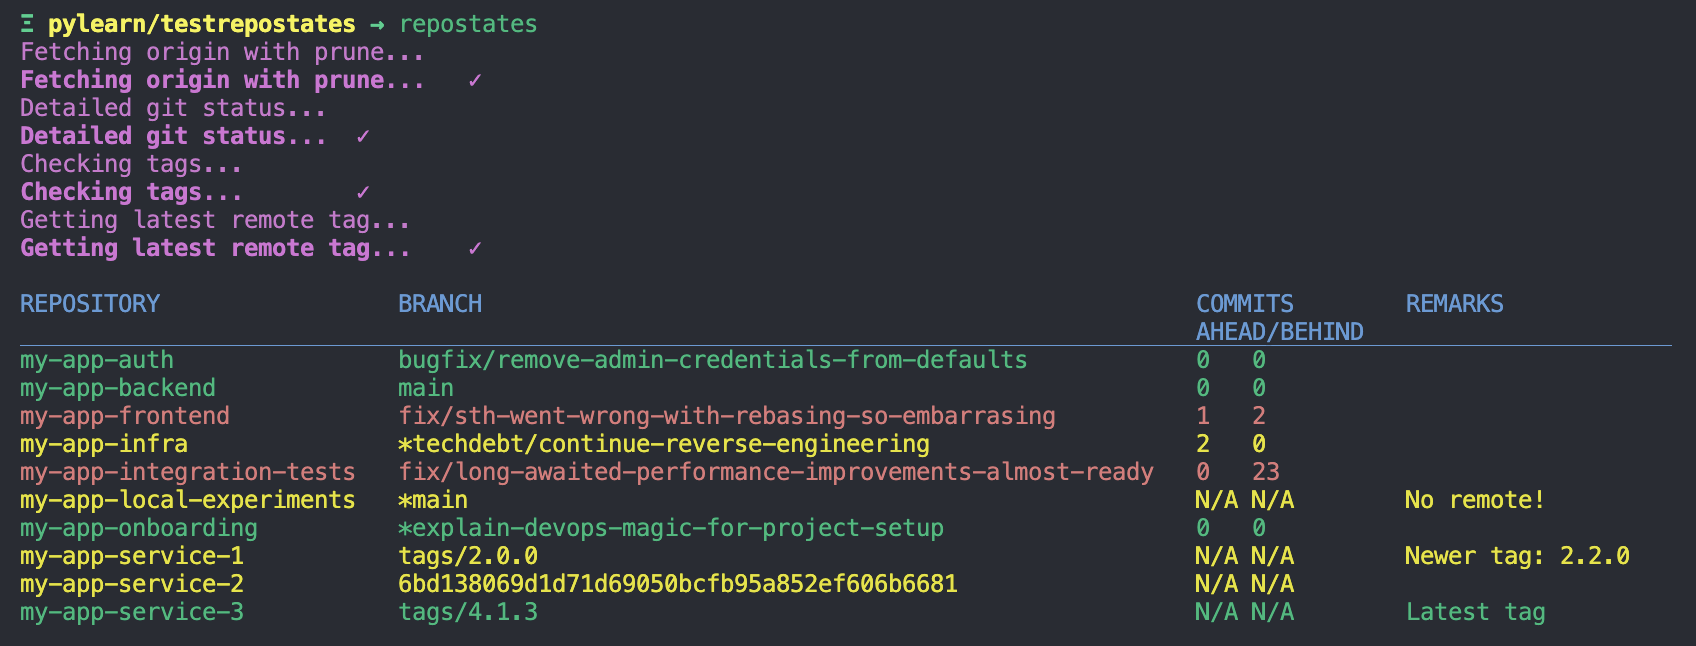 Ξ pylearn/testrepostates → repostates
Fetching origin with prune...
Fetching origin with prune...   ✓
Detailed git status...
Detailed git status...  ✓
Checking tags...
Checking tags...        ✓
Getting latest remote tag...
Getting latest remote tag...    ✓
REPOSITORY BRANCH COMMITS REMARKS
AHEAD/BEHIND
my-app-auth bugfix/remove-admin-credentials-from-defaults 0 0
my-app-backend main 0 0
my-app-frontend fix/sth-went-wrong-with-rebasing-so-embarrasing 1 2
my-app-infra *techdebt/continue-reverse-engineering 2 0
my-app-integration-tests fix/long-awaited-performance-improvements-almost-ready 0 23
my-app-local-experiments *main N/A N/A No remote!
my-app-onboarding *explain-devops-magic-for-project-setup 0 0
my-app-service-1 tags/2.0.0 N/A N/A Newer tag: 2.2.0
my-app-service-2 6bd138069d1d71d69050bcfb95a852ef606b6681 N/A N/A
my-app-service-3 tags/4.1.3 N/A N/A Latest tag